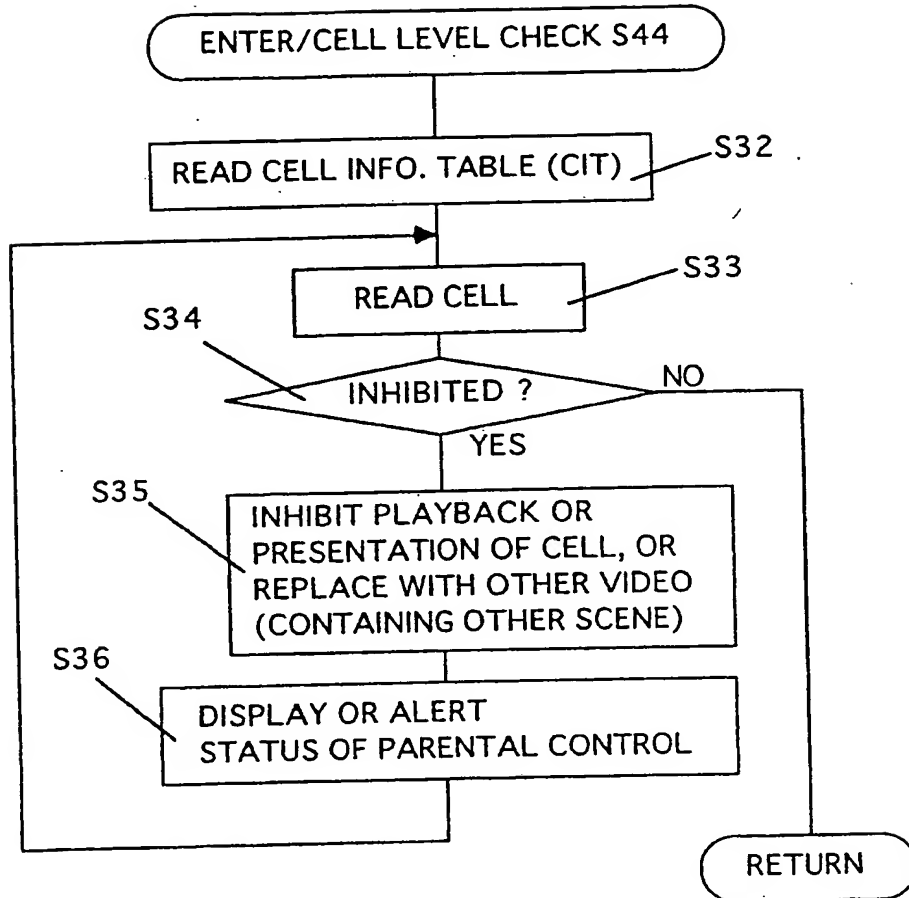 ENTER/CELL LEVEL CHECK S44
READ CELL INFO. TABLE (CIT)
S32
READ CELL
S33
S34
INHIBITED ?
NO
YES
S35
INHIBIT PLAYBACK OR
PRESENTATION OF CELL, OR
REPLACE WITH OTHER VIDEO
(CONTAINING OTHER SCENE)
S36
DISPLAY OR ALERT
STATUS OF PARENTAL CONTROL
RETURN